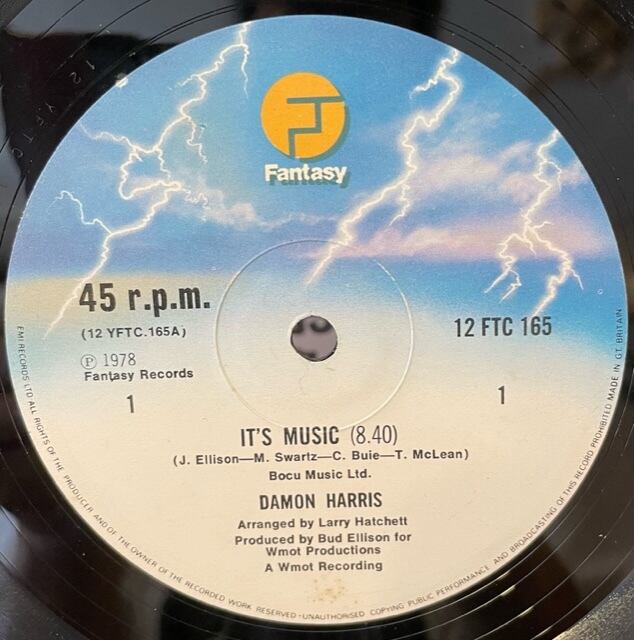 12 YFTC
Fantasy
45 r.p.m.
(12 YFTC.165A)
12 FTC 165
Ⓟ 1978
Fantasy Records
1
1
IT'S MUSIC (8.40)
(J. Ellison—M. Swartz—C. Buie—T. McLean)
Bocu Music Ltd.
DAMON HARRIS
Arranged by Larry Hatchett
Produced by Bud Ellison for
Wmot Productions
A Wmot Recording
EMI RECORDS LTD ALL RIGHTS OF THE PRODUCER AND OF THE OWNER OF THE RECORDED WORK RESERVED · UNAUTHORISED COPYING PUBLIC PERFORMANCE AND BROADCASTING OF THIS RECORD PROHIBITED MADE IN GT BRITAIN